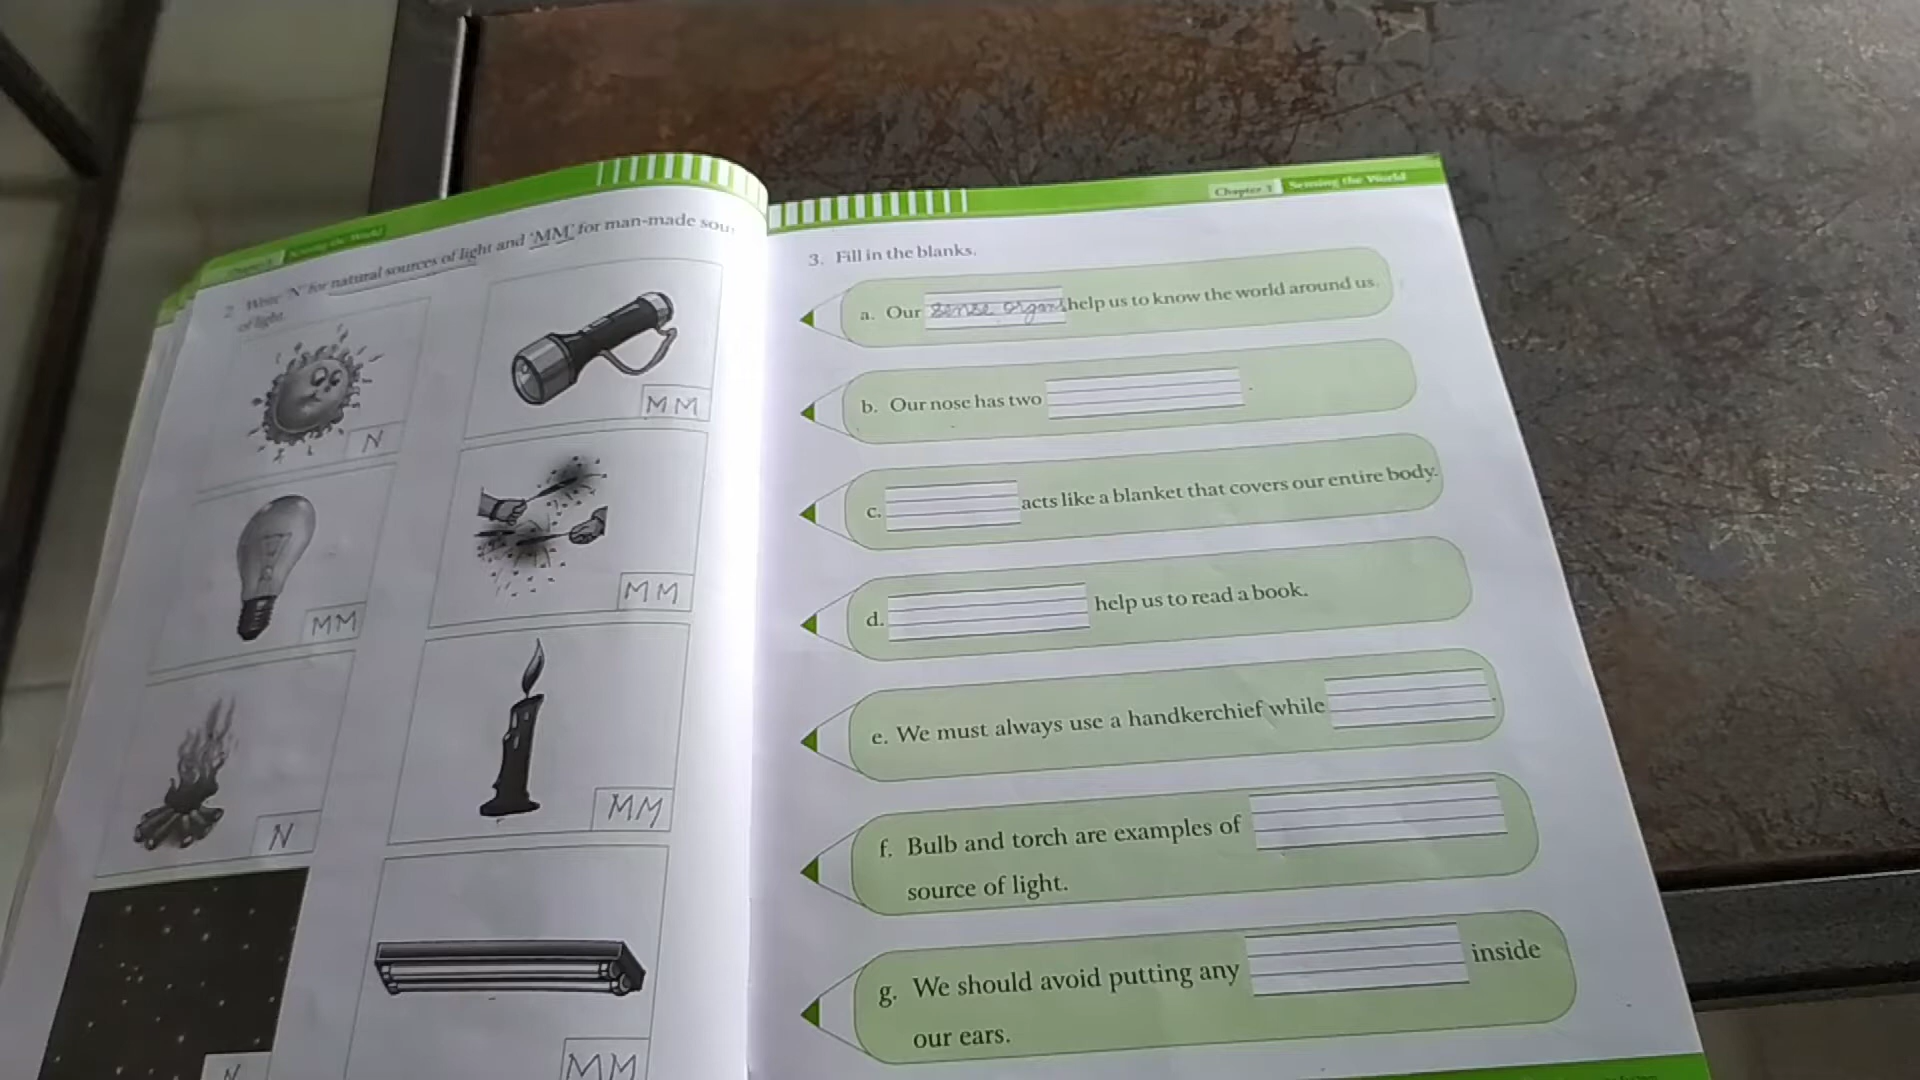 2. Write 'N' for natural sources of light and 'MM' for man-made
of light.
N
MM
MM
MM
N
MM
N
MM
Chapter 3 Sensing the World
3. Fill in the blanks.
a. Our sense organs help us to know the world around us.
b. Our nose has two .
c. acts like a blanket that covers our entire body.
d. help us to read a book.
e. We must always use a handkerchief while .
f. Bulb and torch are examples of
source of light.
g. We should avoid putting any inside
our ears.